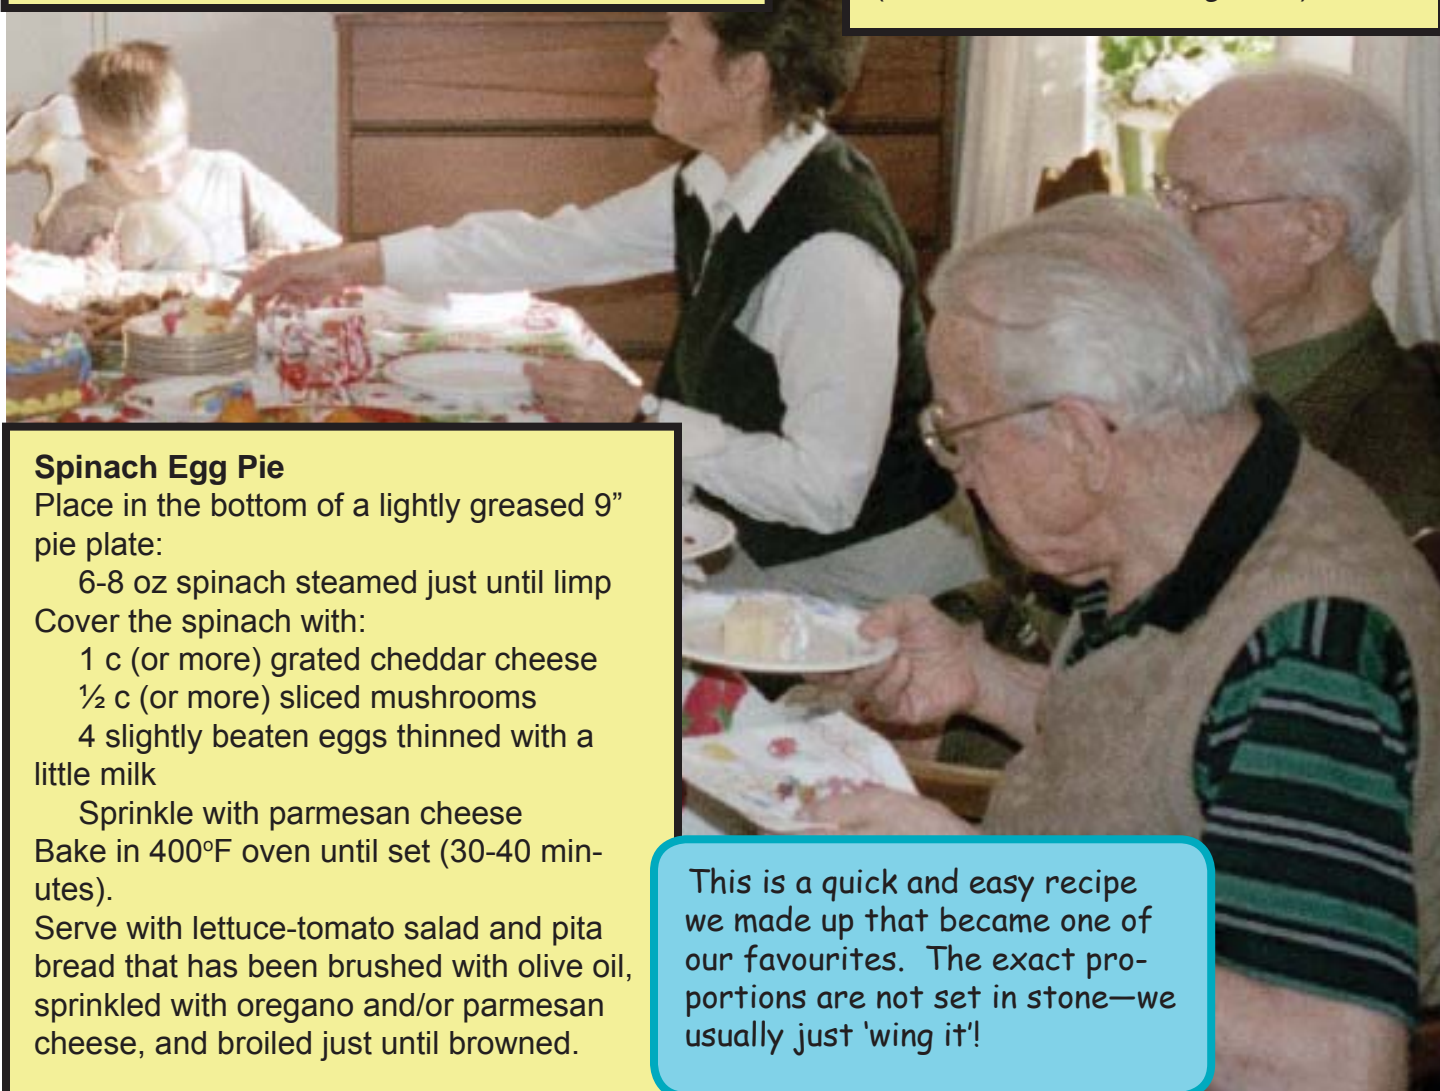 Spinach Egg Pie
Place in the bottom of a lightly greased 9”
pie plate:
6-8 oz spinach steamed just until limp
Cover the spinach with:
1 c (or more) grated cheddar cheese
½ c (or more) sliced mushrooms
4 slightly beaten eggs thinned with a
little milk
Sprinkle with parmesan cheese
Bake in 400ºF oven until set (30-40 min-
utes).
Serve with lettuce-tomato salad and pita
bread that has been brushed with olive oil,
sprinkled with oregano and/or parmesan
cheese, and broiled just until browned.
This is a quick and easy recipe
we made up that became one of
our favourites.  The exact pro-
portions are not set in stone—we
usually just ‘wing it’!